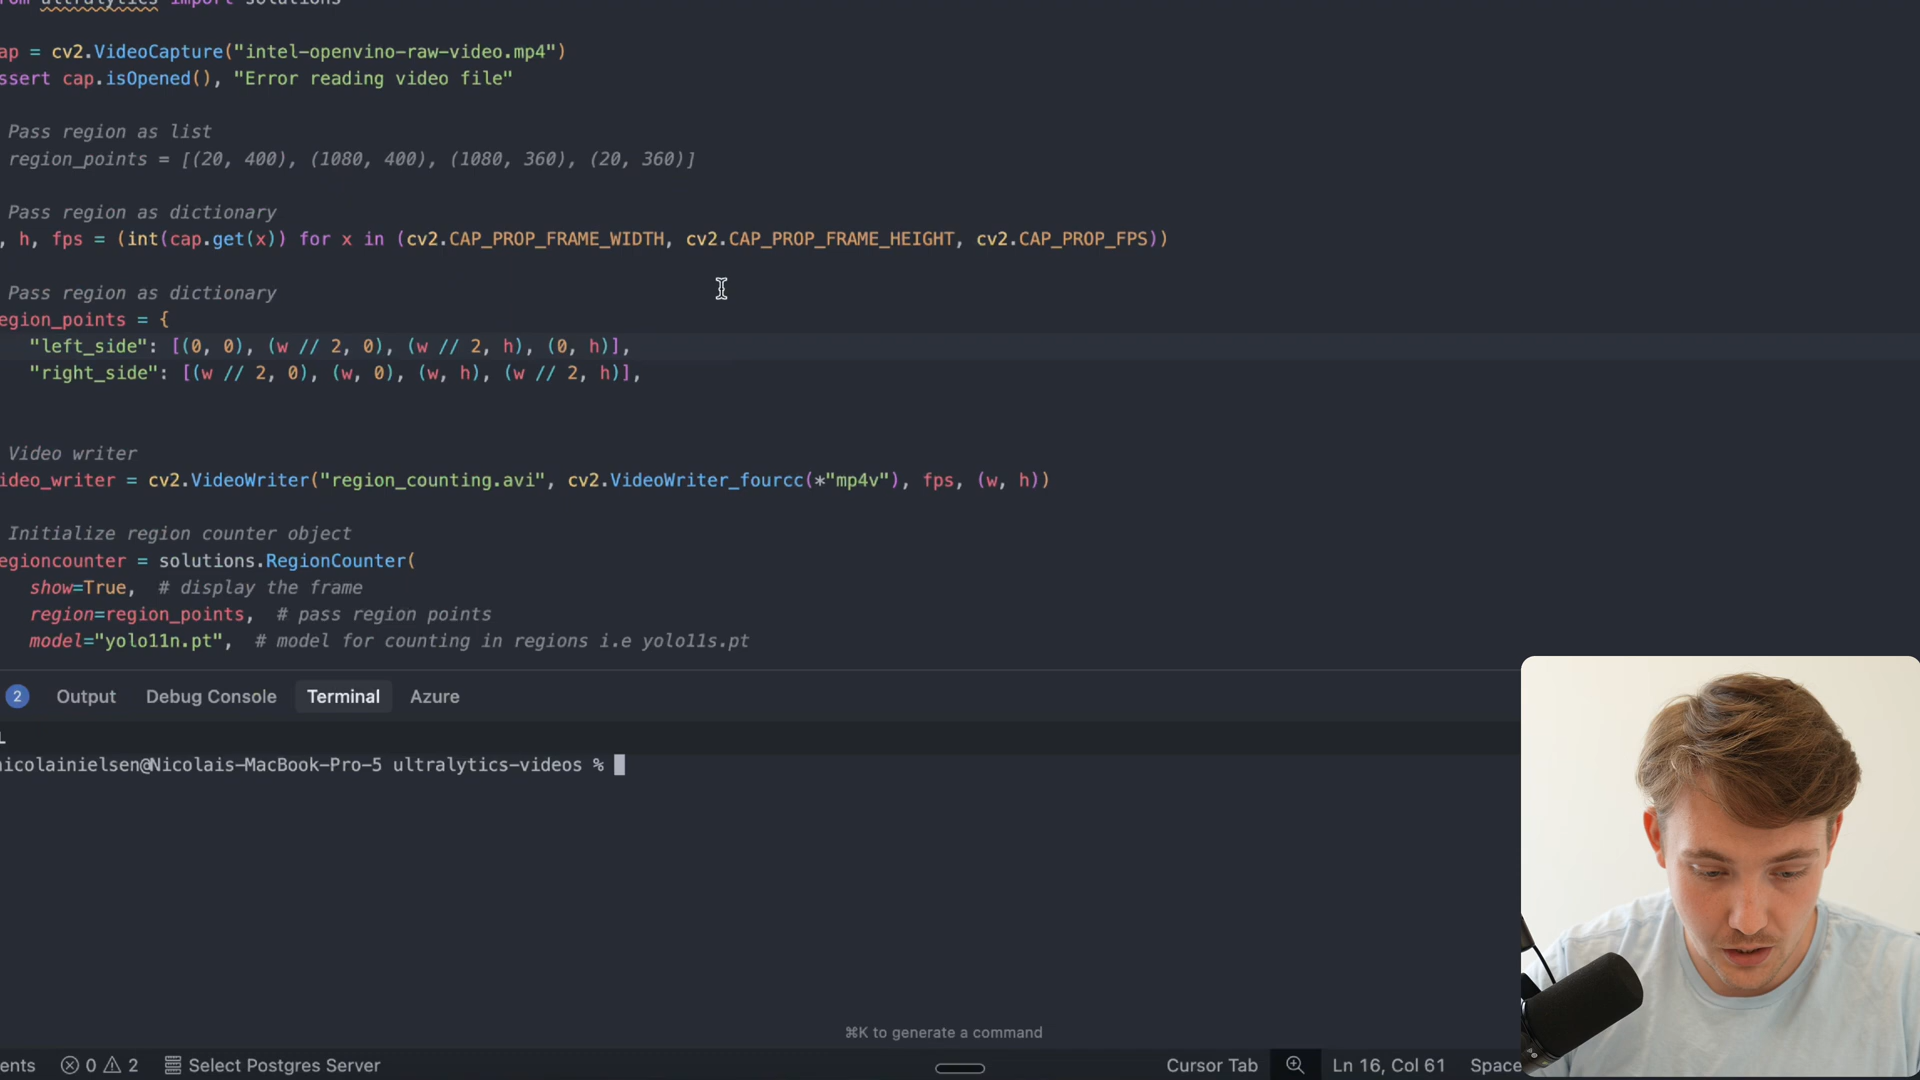 from ultralytics import solutions
ap = cv2.VideoCapture("intel-openvino-raw-video.mp4")
ssert cap.isOpened(), "Error reading video file"
Pass region as list
region_points = [(20, 400), (1080, 400), (1080, 360), (20, 360)]
Pass region as dictionary
, h, fps = (int(cap.get(x)) for x in (cv2.CAP_PROP_FRAME_WIDTH, cv2.CAP_PROP_FRAME_HEIGHT, cv2.CAP_PROP_FPS))
Pass region as dictionary
egion_points = {
"left_side": [(0, 0), (w // 2, 0), (w // 2, h), (0, h)],
"right_side": [(w // 2, 0), (w, 0), (w, h), (w // 2, h)],
Video writer
ideo_writer = cv2.VideoWriter("region_counting.avi", cv2.VideoWriter_fourcc(*"mp4v"), fps, (w, h))
Initialize region counter object
egioncounter = solutions.RegionCounter(
show=True,  # display the frame
region=region_points,  # pass region points
model="yolo11n.pt",  # model for counting in regions i.e yolo11s.pt
2 Output Debug Console Terminal Azure
nicolainielsen@Nicolais-MacBook-Pro-5 ultralytics-videos %
⌘K to generate a command
ents 0 2 Select Postgres Server Cursor Tab Ln 16, Col 61 Space